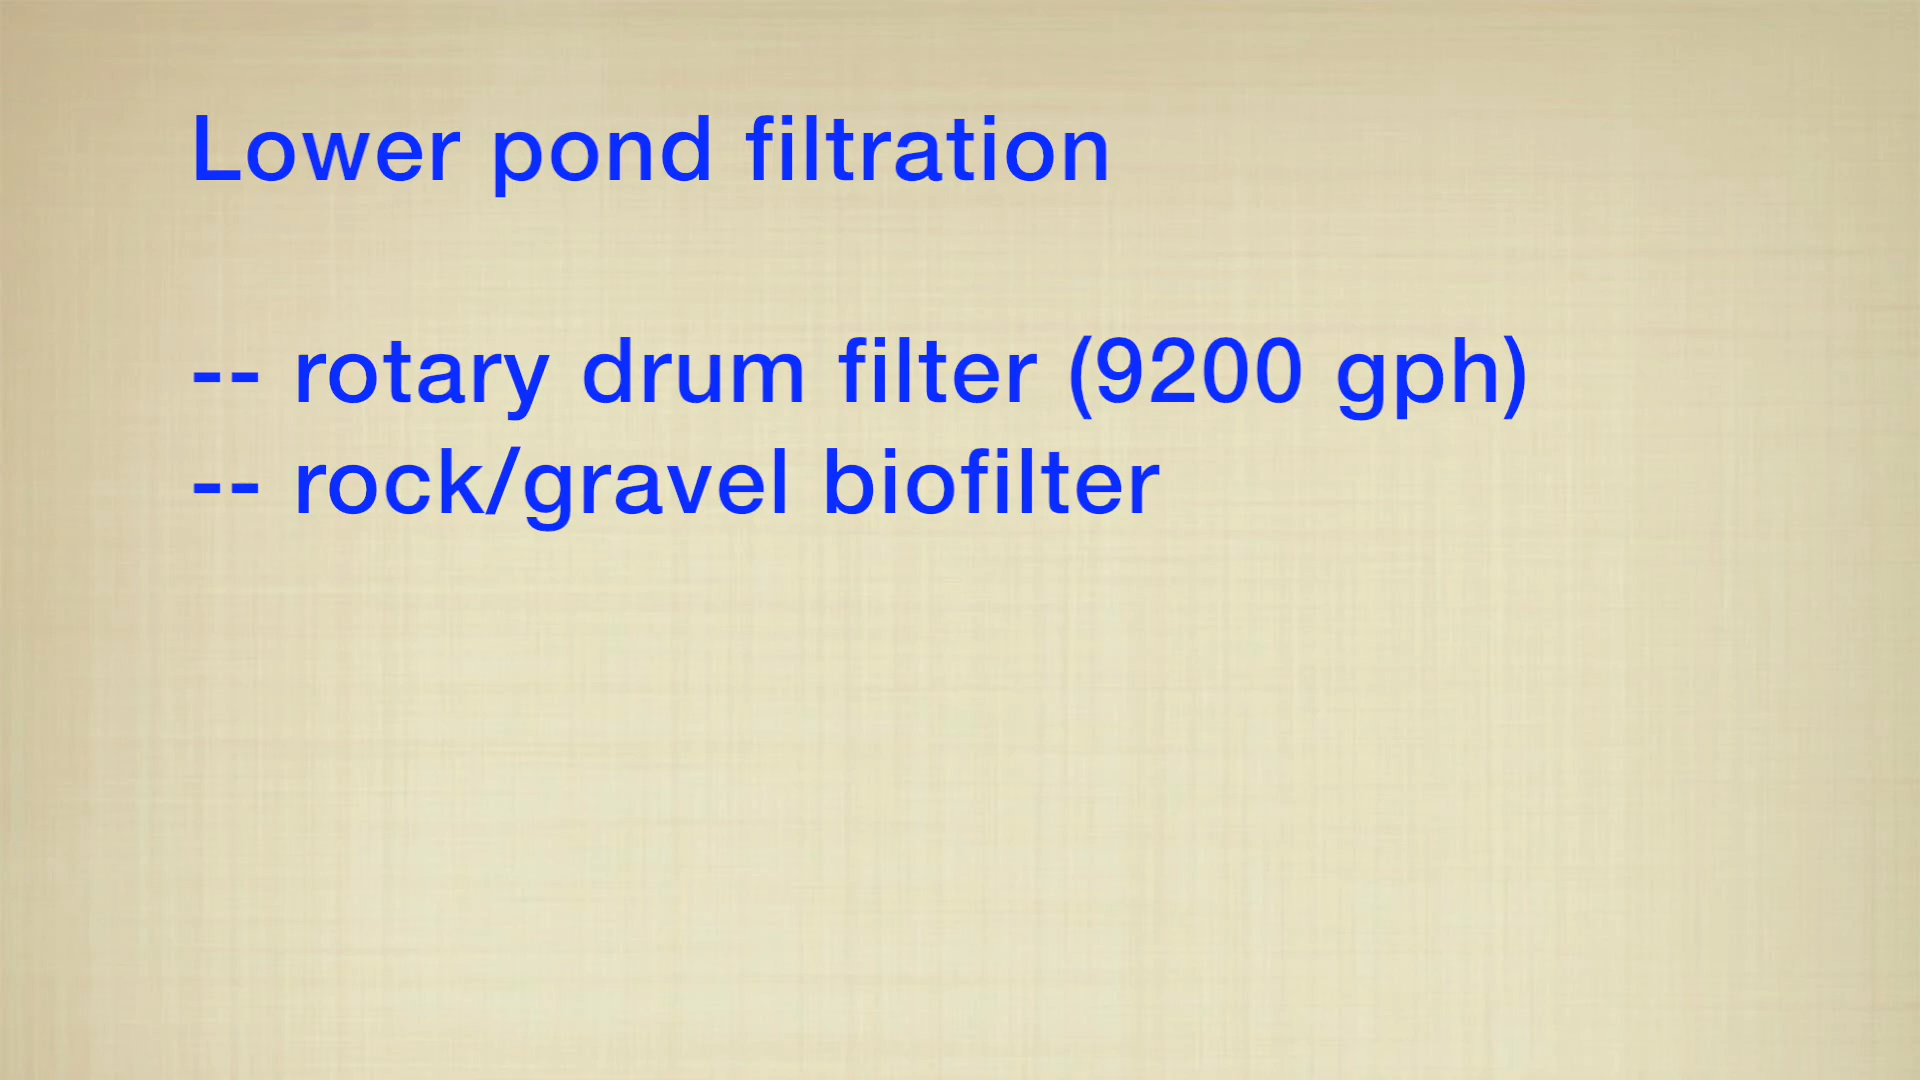 Lower pond filtration
-- rotary drum filter (9200 gph)
-- rock/gravel biofilter